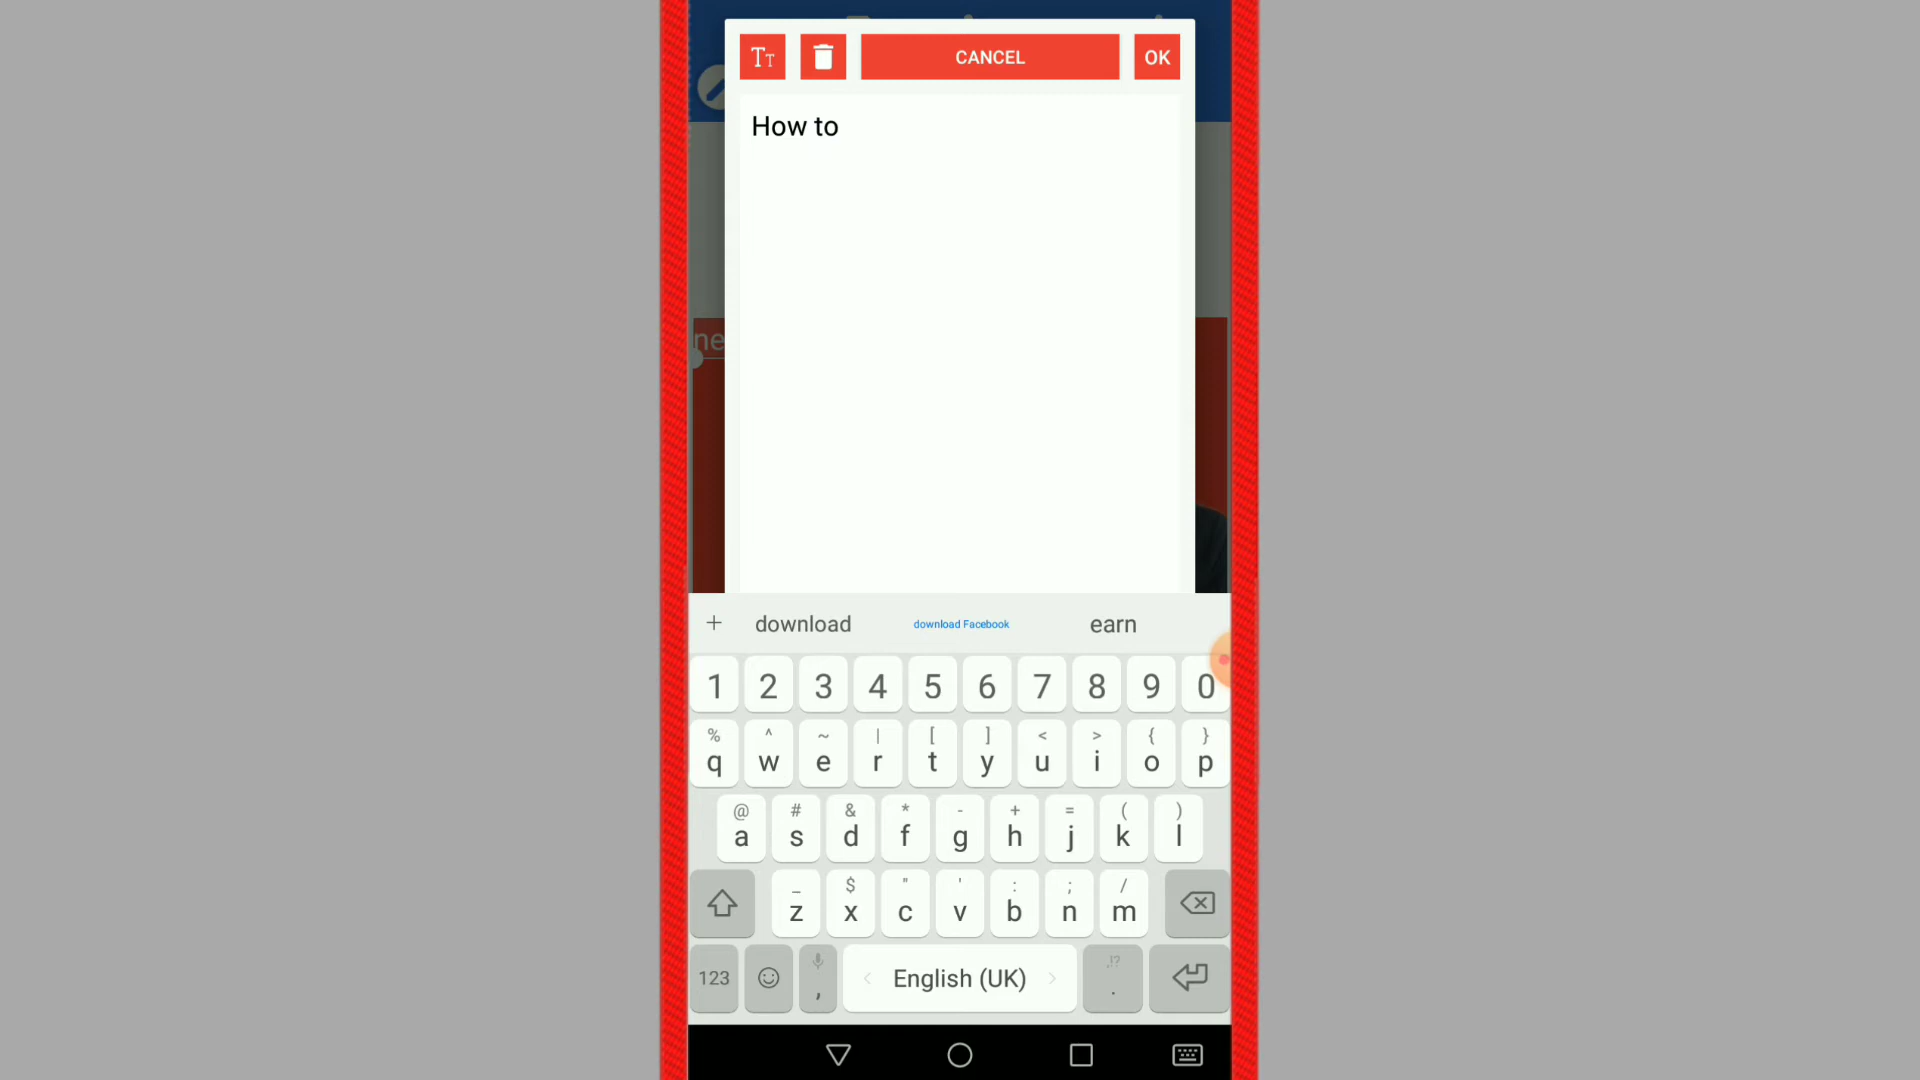 Tт CANCEL OK
How to
ne
+ download download Facebook earn
1 2 3 4 5 6 7 8 9 0
% ^ ~ | [ ] < > { }
q w e r t y u i o p
@ # & * - + = ( )
a s d f g h j k l
_ $ " ' : ; /
z x c v b n m
,!?
123 , < English (UK) > .